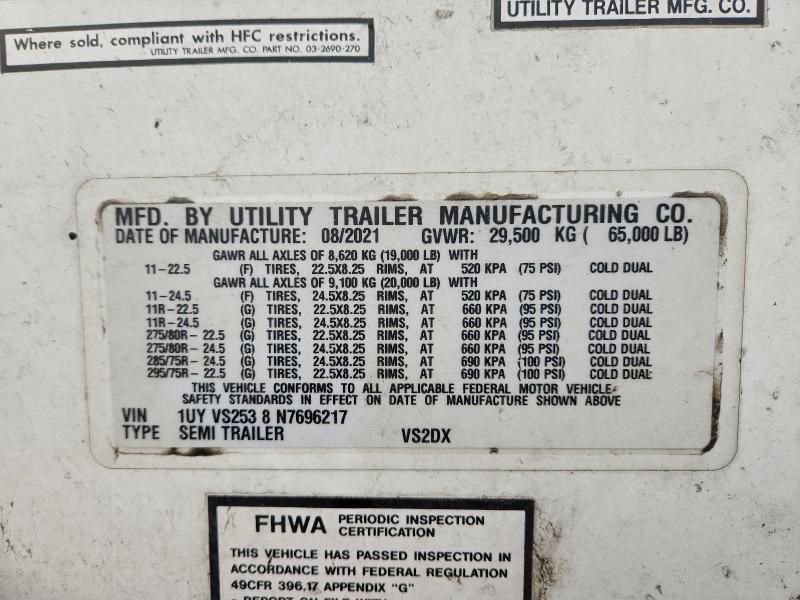 UTILITY TRAILER MFG. CO.
Where sold, compliant with HFC restrictions.
UTILITY TRAILER MFG. CO. PART NO. 03-2690-270
MFD. BY UTILITY TRAILER MANUFACTURING CO.
DATE OF MANUFACTURE: 08/2021 GVWR: 29,500 KG ( 65,000 LB)
GAWR ALL AXLES OF 8,620 KG (19,000 LB) WITH
11-22.5 (F) TIRES, 22.5X8.25 RIMS, AT 520 KPA (75 PSI) COLD DUAL
GAWR ALL AXLES OF 9,100 KG (20,000 LB) WITH
11-24.5 (F) TIRES, 24.5X8.25 RIMS, AT 520 KPA (75 PSI) COLD DUAL
11R-22.5 (G) TIRES, 22.5X8.25 RIMS, AT 660 KPA (95 PSI) COLD DUAL
11R-24.5 (G) TIRES, 24.5X8.25 RIMS, AT 660 KPA (95 PSI) COLD DUAL
275/80R-22.5 (G) TIRES, 22.5X8.25 RIMS, AT 660 KPA (95 PSI) COLD DUAL
275/80R-24.5 (G) TIRES, 24.5X8.25 RIMS, AT 660 KPA (95 PSI) COLD DUAL
285/75R-24.5 (G) TIRES, 24.5X8.25 RIMS, AT 690 KPA (100 PSI) COLD DUAL
295/75R-22.5 (G) TIRES, 22.5X8.25 RIMS, AT 690 KPA (100 PSI) COLD DUAL
THIS VEHICLE CONFORMS TO ALL APPLICABLE FEDERAL MOTOR VEHICLE
SAFETY STANDARDS IN EFFECT ON DATE OF MANUFACTURE SHOWN ABOVE
VIN 1UY VS253 8 N7696217
TYPE SEMI TRAILER VS2DX
FHWA PERIODIC INSPECTION
CERTIFICATION
THIS VEHICLE HAS PASSED INSPECTION IN
ACCORDANCE WITH FEDERAL REGULATION
49CFR 396.17 APPENDIX "G"
• REPORT ON FILE WITH